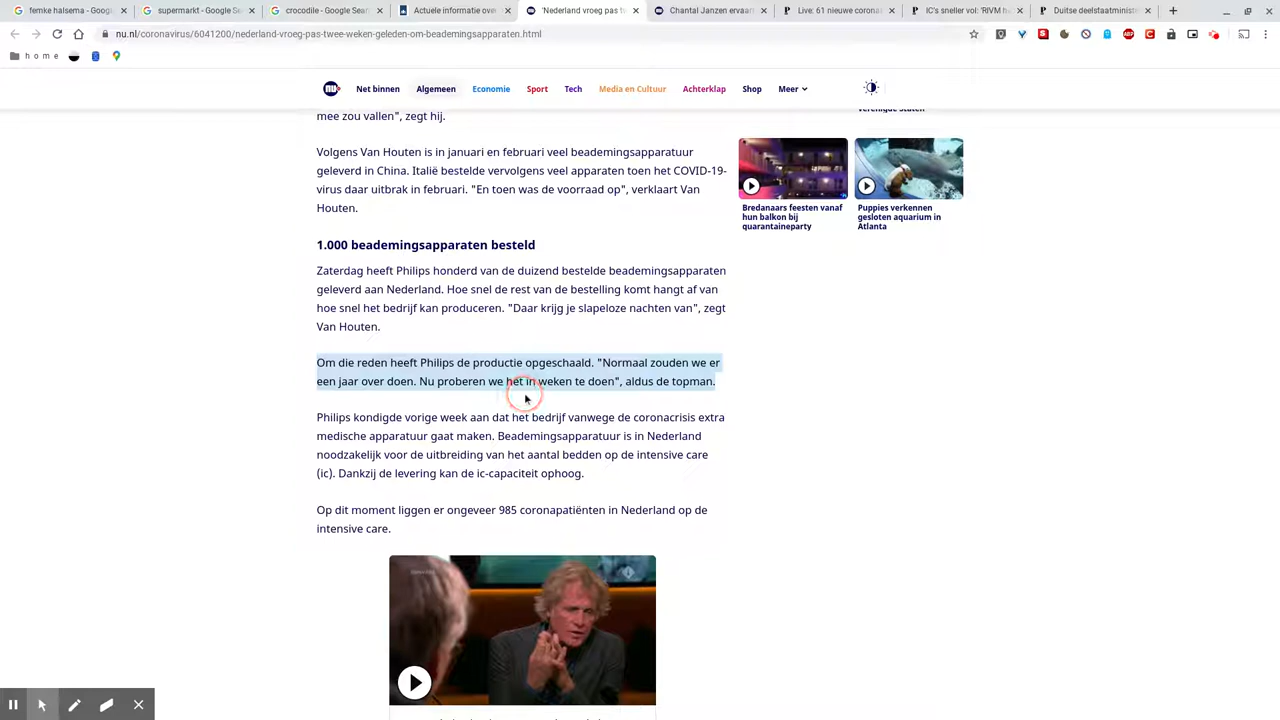 femke halsema - Goog
supermarkt - Google Se
crocodile - Google Sean
Actuele informatie over
'Nederland vroeg pas tw
Chantal Janzen ervaar
Live: 61 nieuwe corona
IC's sneller vol: 'RIVM h
Duitse deelstaatministe
nu.nl/coronavirus/6041200/nederland-vroeg-pas-twee-weken-geleden-om-beademingsapparaten.html
home
NU
Net binnen
Algemeen
Economie
Sport
Tech
Media en Cultuur
Achterklap
Shop
Meer
mee zou vallen", zegt hij.
Volgens Van Houten is in januari en februari veel beademingsapparatuur
geleverd in China. Italië bestelde vervolgens veel apparaten toen het COVID-19-
virus daar uitbrak in februari. "En toen was de voorraad op", verklaart Van
Houten.
1.000 beademingsapparaten besteld
Zaterdag heeft Philips honderd van de duizend bestelde beademingsapparaten
geleverd aan Nederland. Hoe snel de rest van de bestelling komt hangt af van
hoe snel het bedrijf kan produceren. "Daar krijg je slapeloze nachten van", zegt
Van Houten.
Om die reden heeft Philips de productie opgeschaald. "Normaal zouden we er
een jaar over doen. Nu proberen we het in weken te doen", aldus de topman.
Philips kondigde vorige week aan dat het bedrijf vanwege de coronacrisis extra
medische apparatuur gaat maken. Beademingsapparatuur is in Nederland
noodzakelijk voor de uitbreiding van het aantal bedden op de intensive care
(ic). Dankzij de levering kan de ic-capaciteit ophoog.
Op dit moment liggen er ongeveer 985 coronapatiënten in Nederland op de
intensive care.
Verenigde Staten
Bredanaars feesten vanaf
hun balkon bij
quarantaineparty
Puppies verkennen
gesloten aquarium in
Atlanta